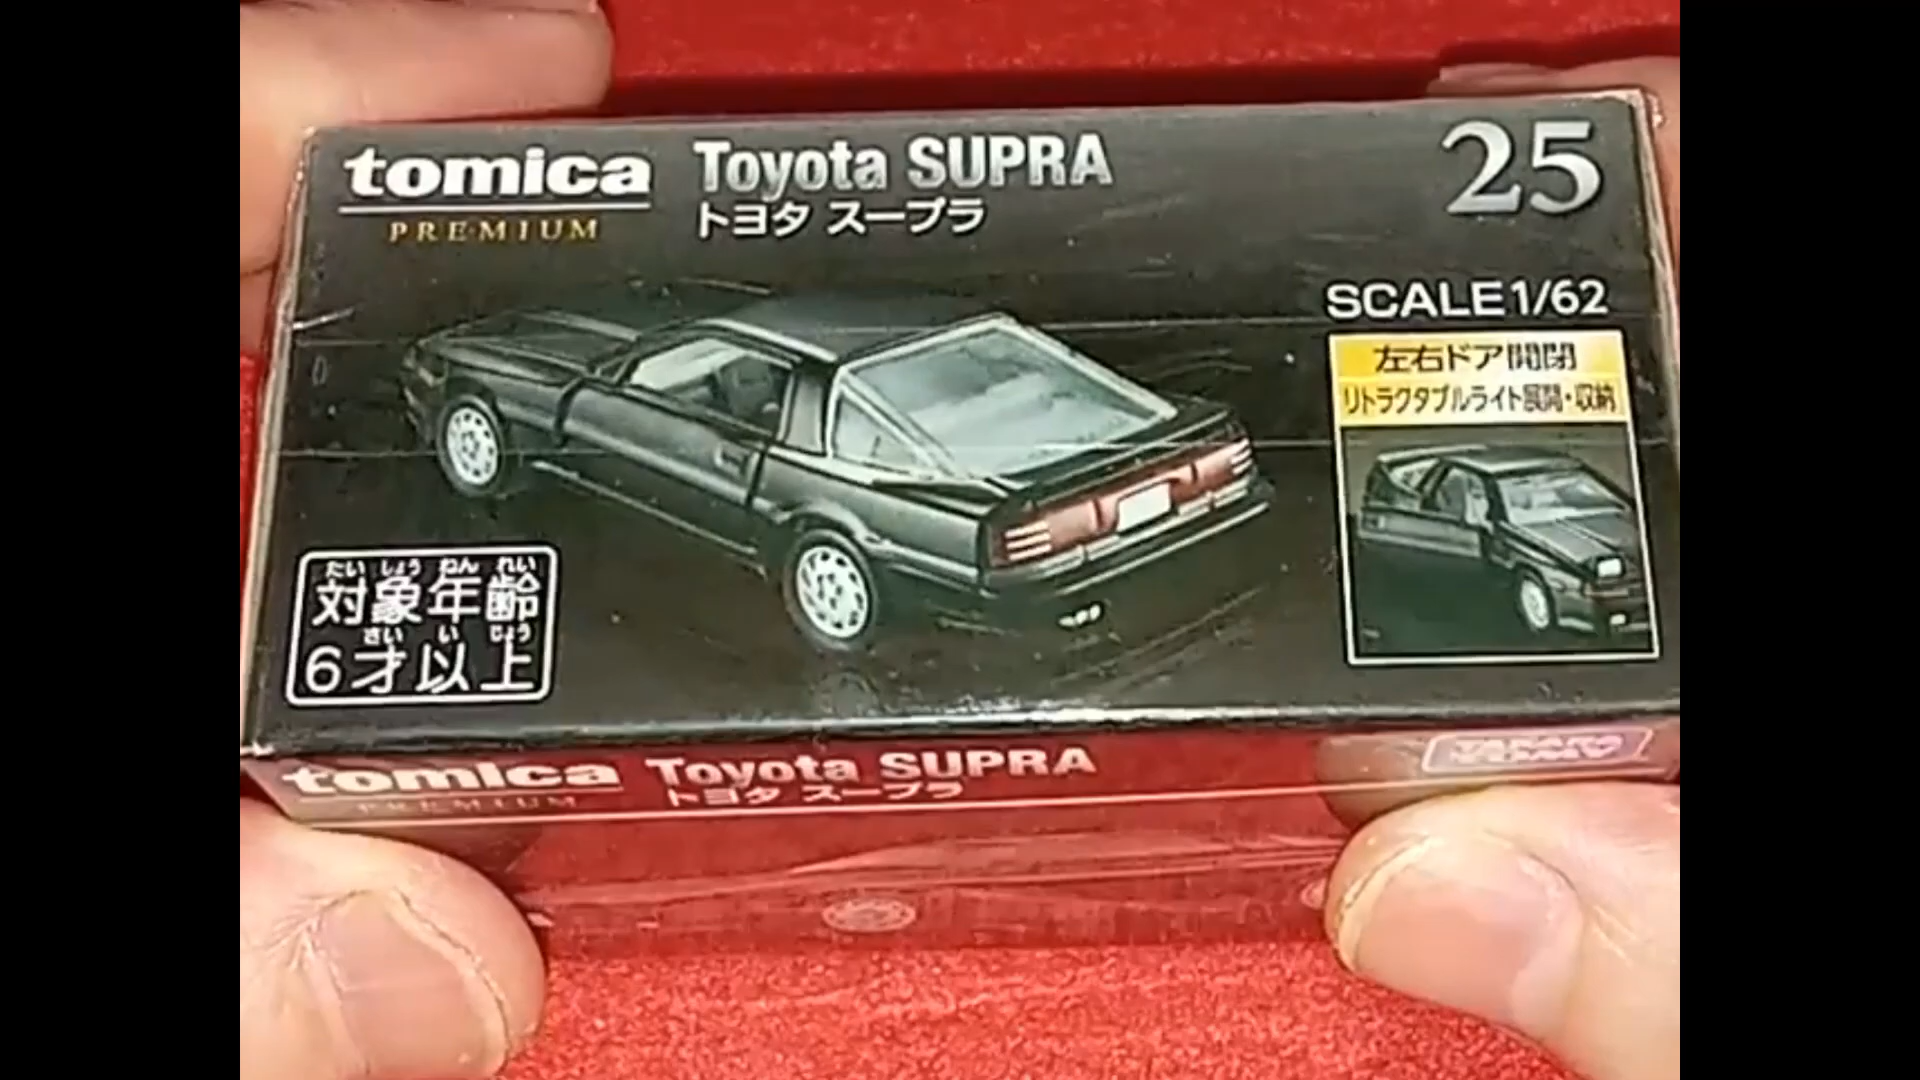 tomica
PREMIUM
Toyota SUPRA
トヨタ スープラ
25
SCALE 1/62
左右ドア開閉
リトラクタブルライト展開・収納
たい しょう ねん れい
対象年齢
さい い じょう
6才以上
tomica
PREMIUM
Toyota SUPRA
トヨタ スープラ
TAKARA
TOMY